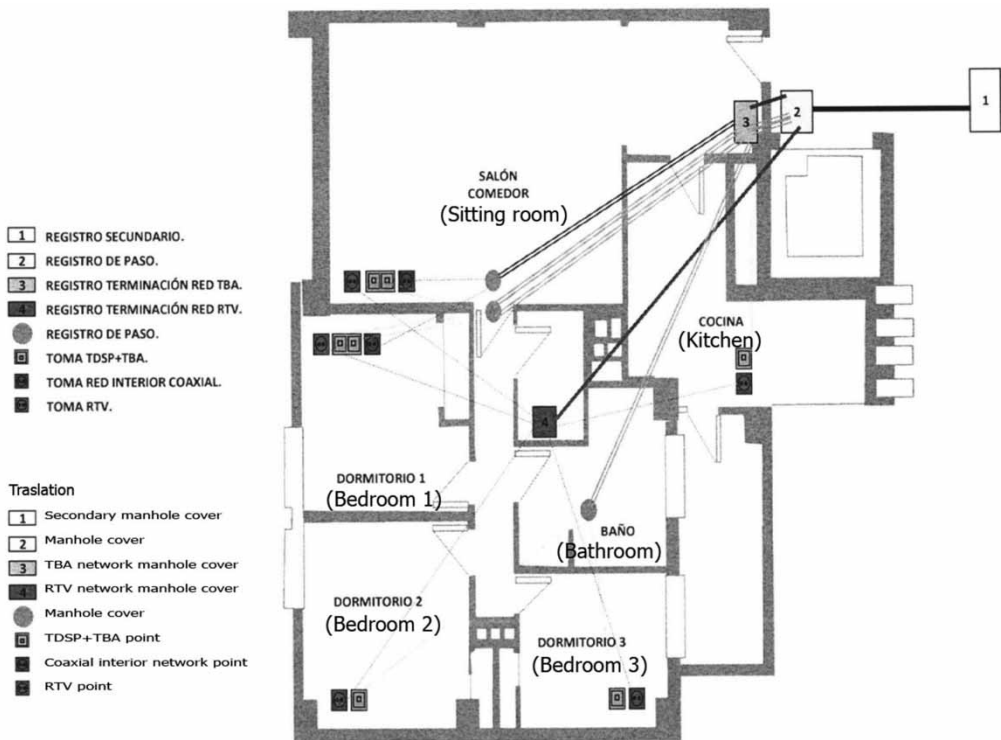 1
2
3
SALÓN
COMEDOR
(Sitting room)
1 REGISTRO SECUNDARIO.
2 REGISTRO DE PASO.
3 REGISTRO TERMINACIÓN RED TBA.
4 REGISTRO TERMINACIÓN RED RTV.
REGISTRO DE PASO.
TOMA TDSP+TBA.
TOMA RED INTERIOR COAXIAL.
TOMA RTV.
COCINA
(Kitchen)
4
DORMITORIO 1
(Bedroom 1)
BAÑO
(Bathroom)
Traslation
1 Secondary manhole cover
2 Manhole cover
3 TBA network manhole cover
4 RTV network manhole cover
Manhole cover
TDSP+TBA point
Coaxial interior network point
RTV point
DORMITORIO 2
(Bedroom 2)
DORMITORIO 3
(Bedroom 3)